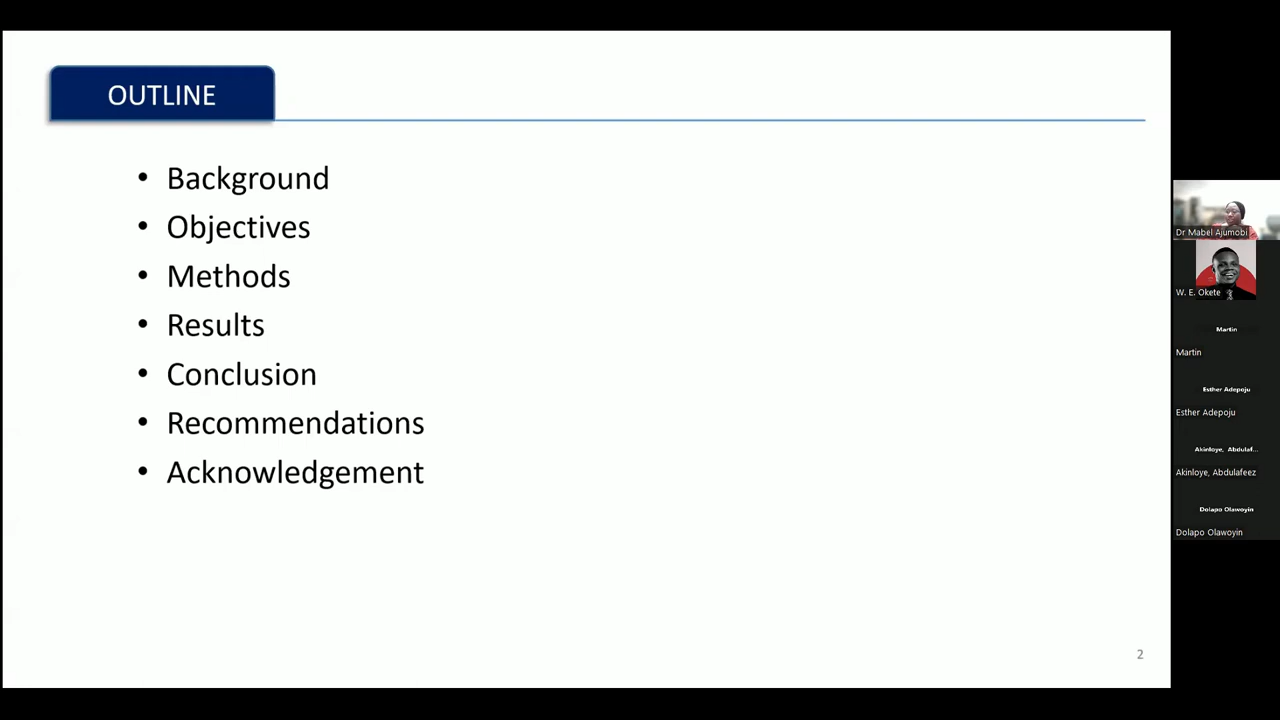 OUTLINE
• Background
• Objectives
• Methods
• Results
• Conclusion
• Recommendations
• Acknowledgement
2
Dr Mabel Ajumobi
W. E. Okete
Martin
Martin
Esther Adepoju
Esther Adepoju
Akinloye, Abdulaf...
Akinloye, Abdulafeez
Dolapo Olawoyin
Dolapo Olawoyin